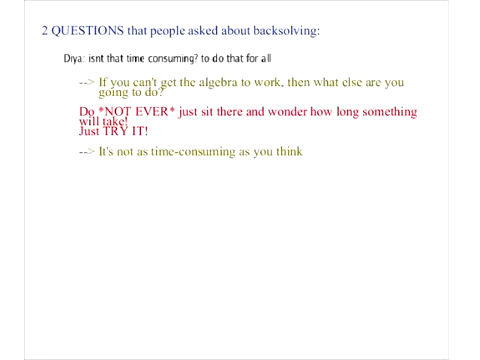 2 QUESTIONS that people asked about backsolving:
Diya: isnt that time consuming? to do that for all
--> If you can't get the algebra to work, then what else are you
going to do?
Do *NOT EVER* just sit there and wonder how long something
will take!
Just TRY IT!
--> It's not as time-consuming as you think